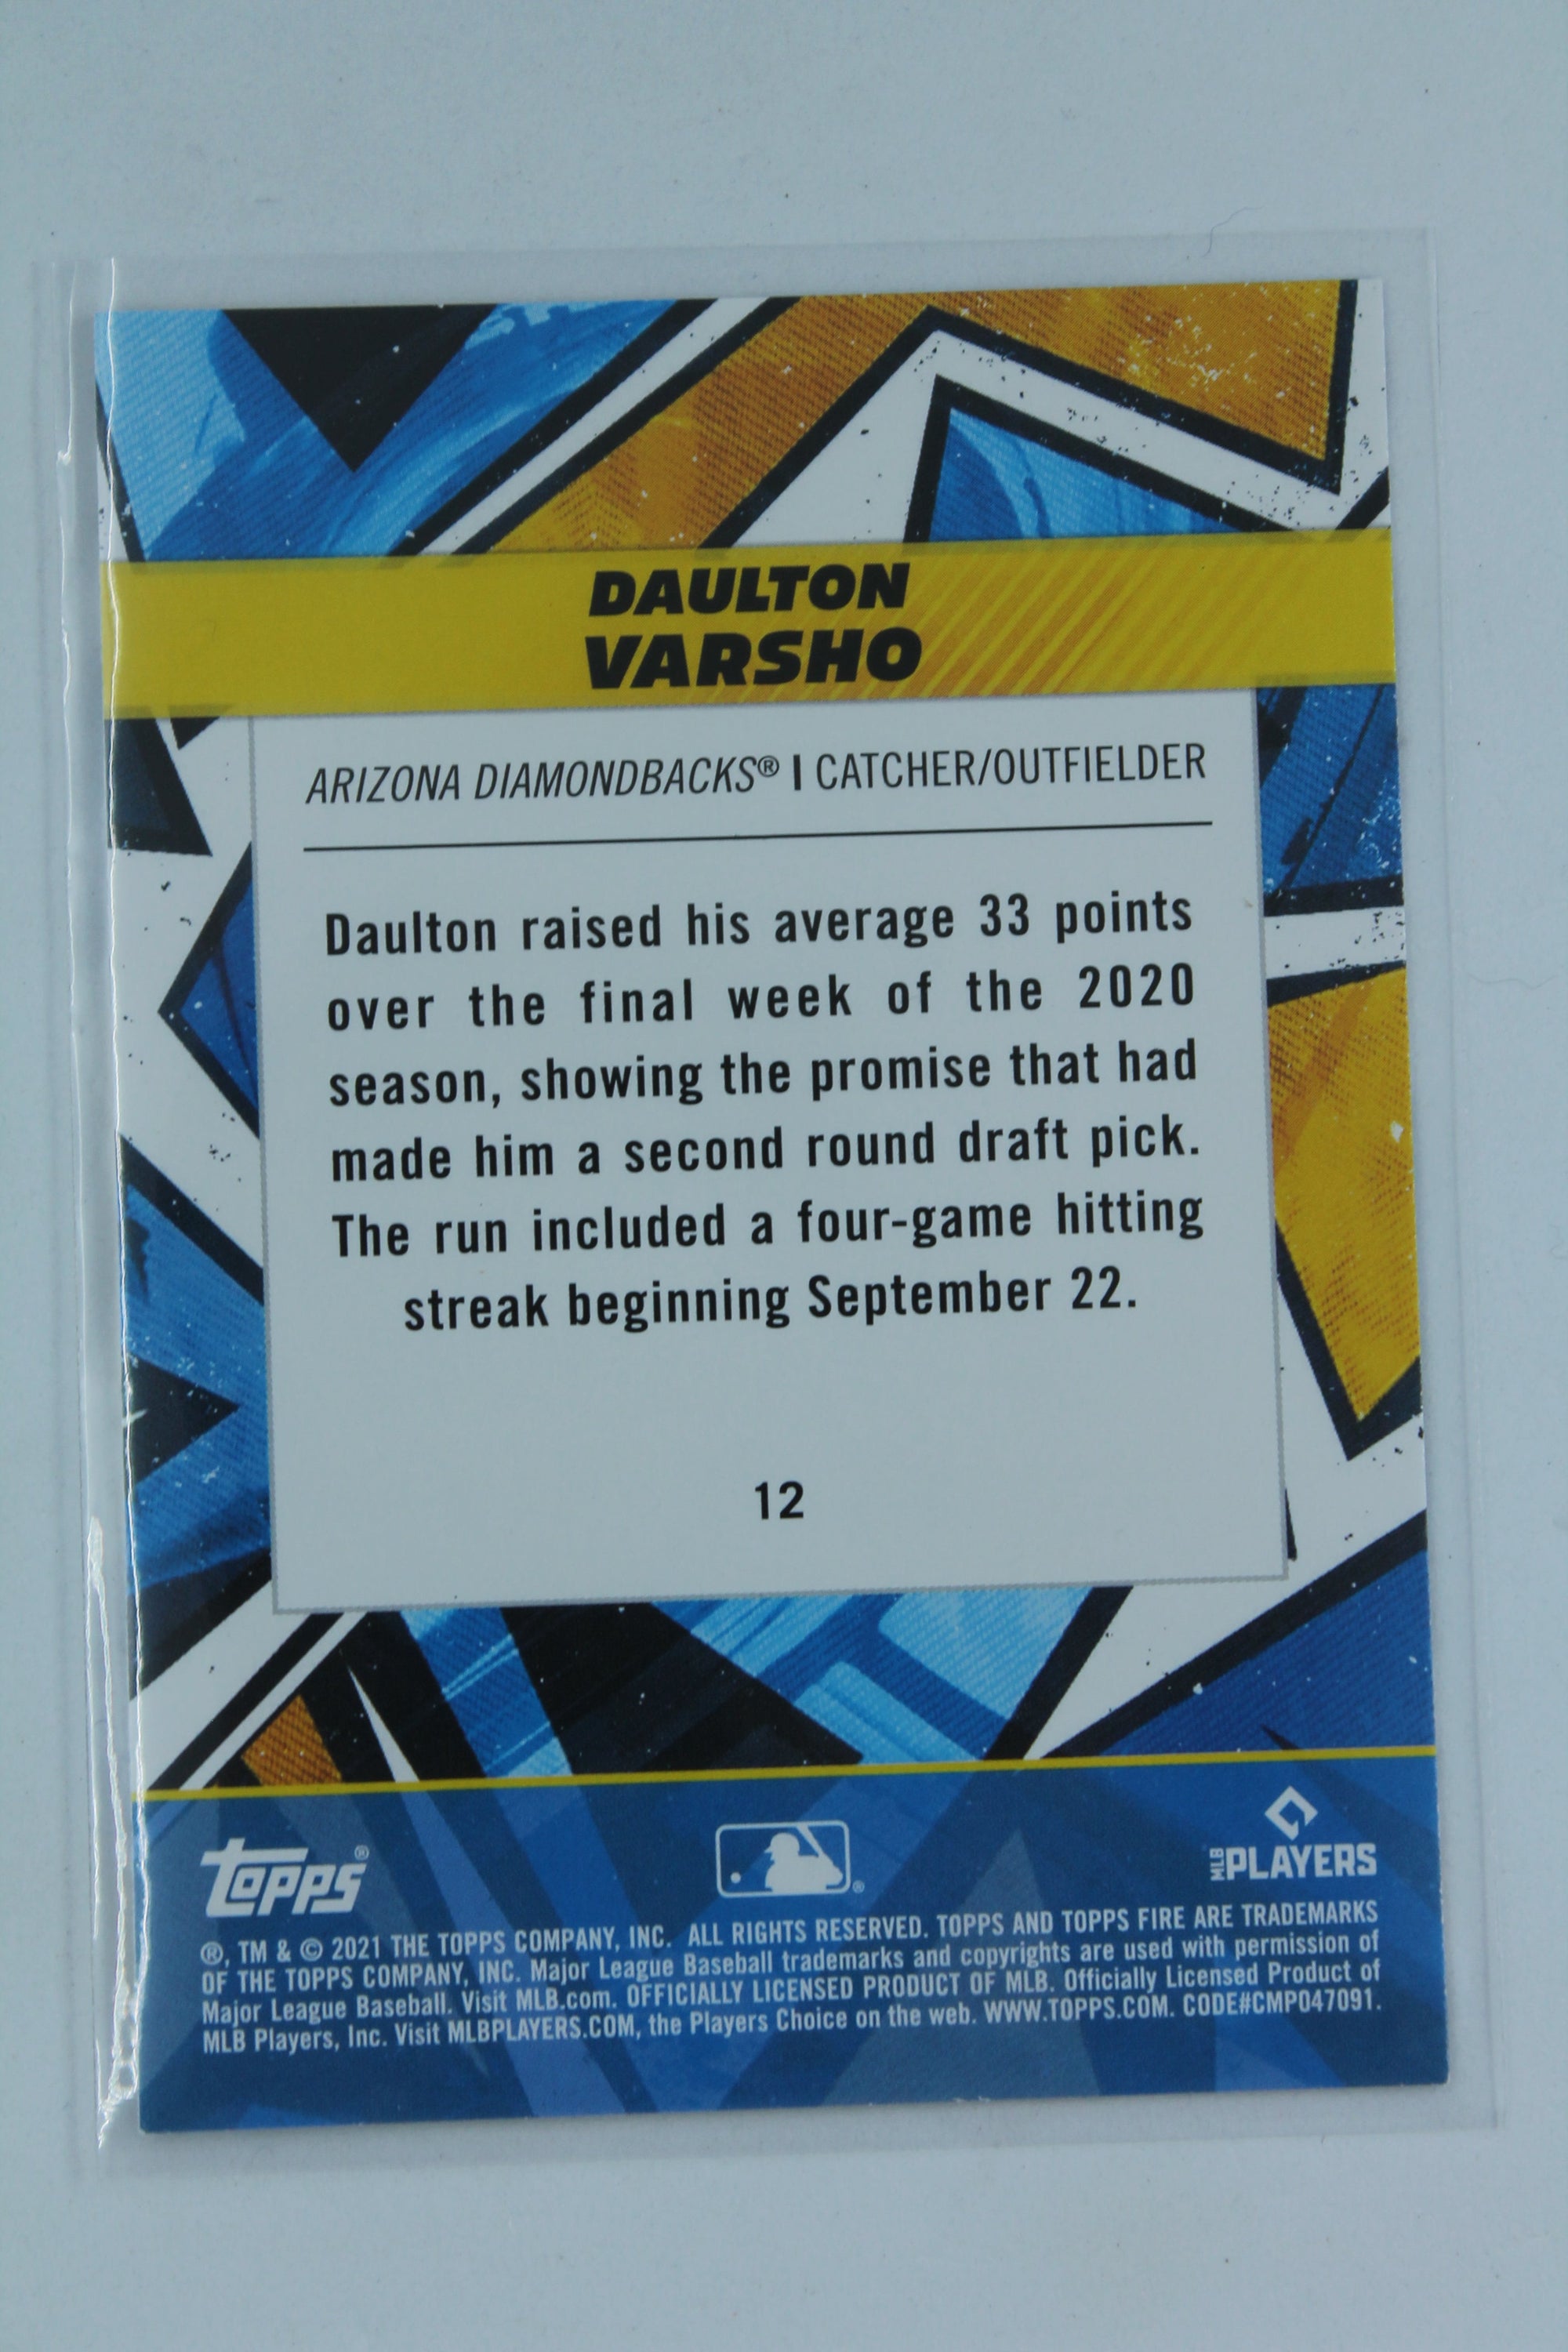 DAULTON
VARSHO
ARIZONA DIAMONDBACKS® | CATCHER/OUTFIELDER
Daulton raised his average 33 points
over the final week of the 2020
season, showing the promise that had
made him a second round draft pick.
The run included a four-game hitting
streak beginning September 22.
12
topps®
®
MLB PLAYERS
®, TM & © 2021 THE TOPPS COMPANY, INC. ALL RIGHTS RESERVED. TOPPS AND TOPPS FIRE ARE TRADEMARKS
OF THE TOPPS COMPANY, INC. Major League Baseball trademarks and copyrights are used with permission of
Major League Baseball. Visit MLB.com. OFFICIALLY LICENSED PRODUCT OF MLB. Officially Licensed Product of
MLB Players, Inc. Visit MLBPLAYERS.COM, the Players Choice on the web. WWW.TOPPS.COM. CODE#CMP047091.